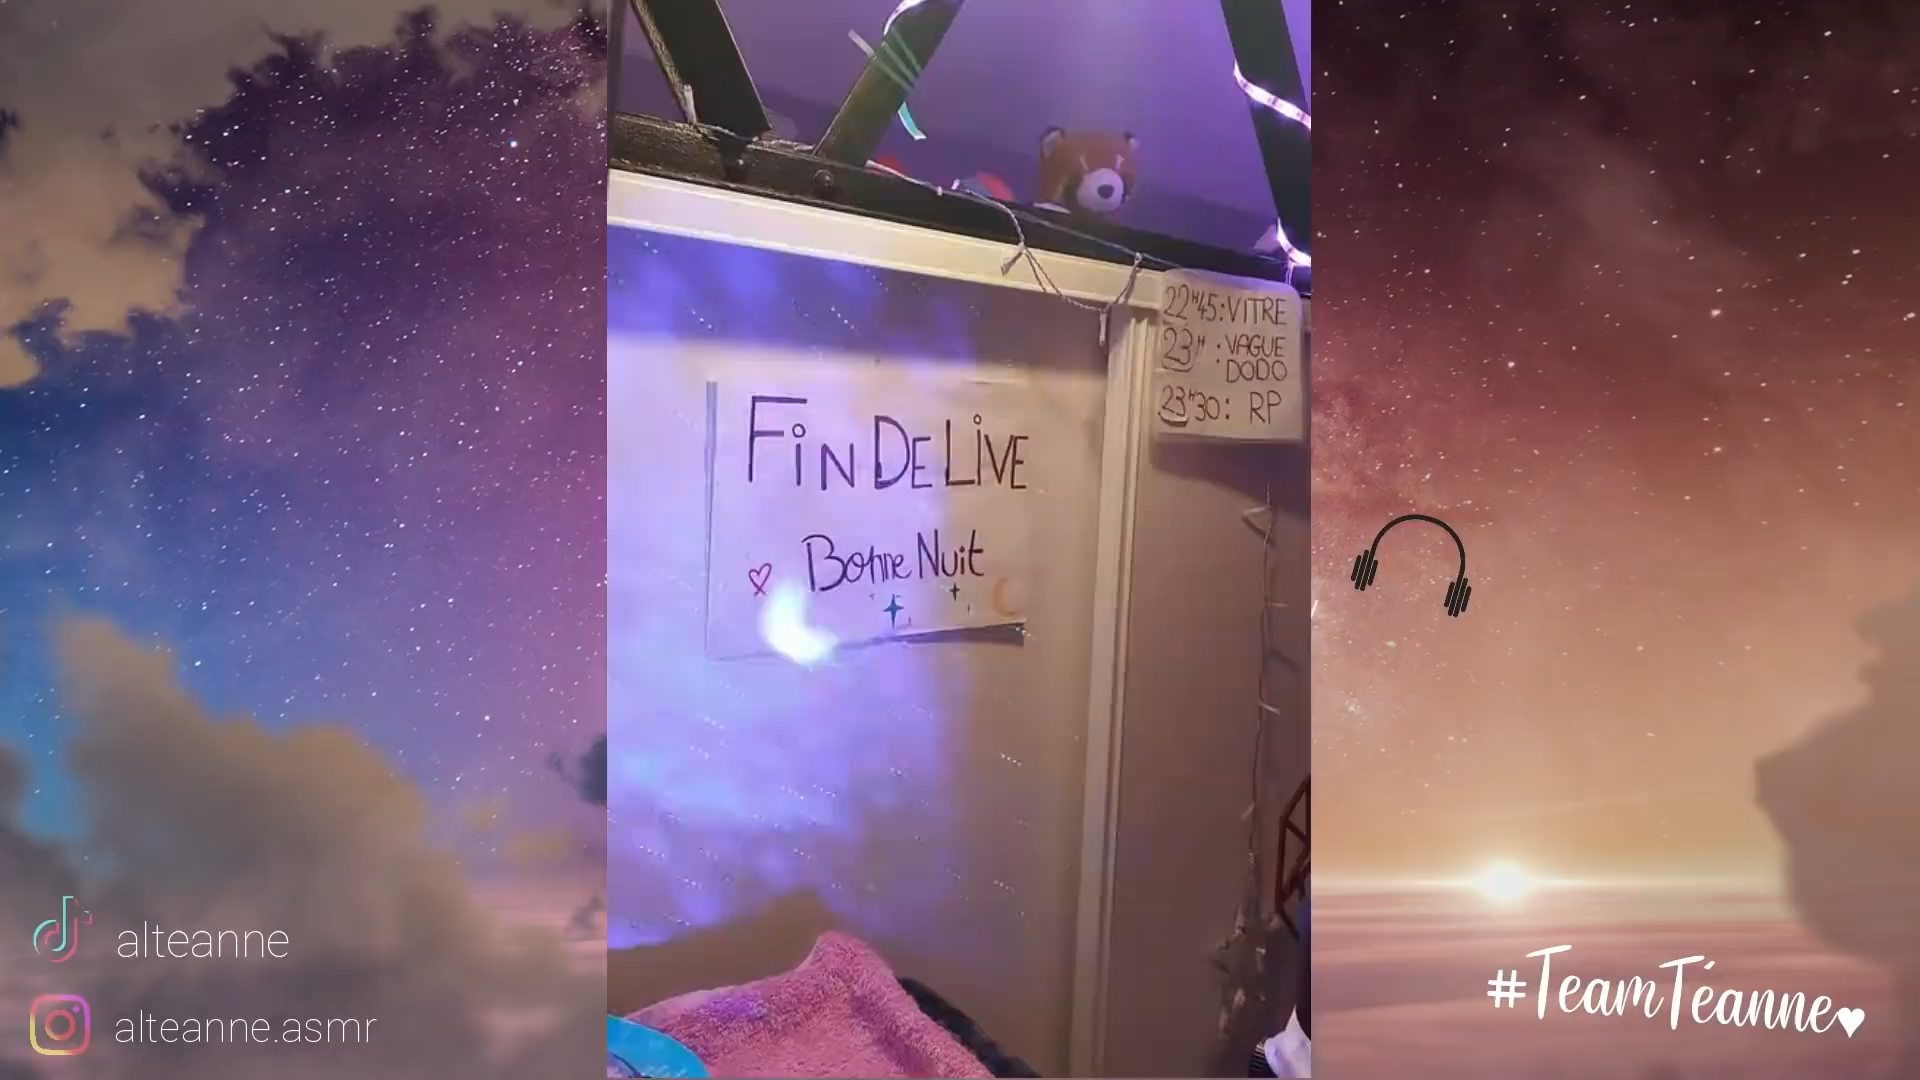 FiN DE LiVE
Bonne Nuit
22H45: VITRE
23H : VAGUE
DODO
23H30: RP
alteanne
alteanne.asmr
#TeamTéanne♥